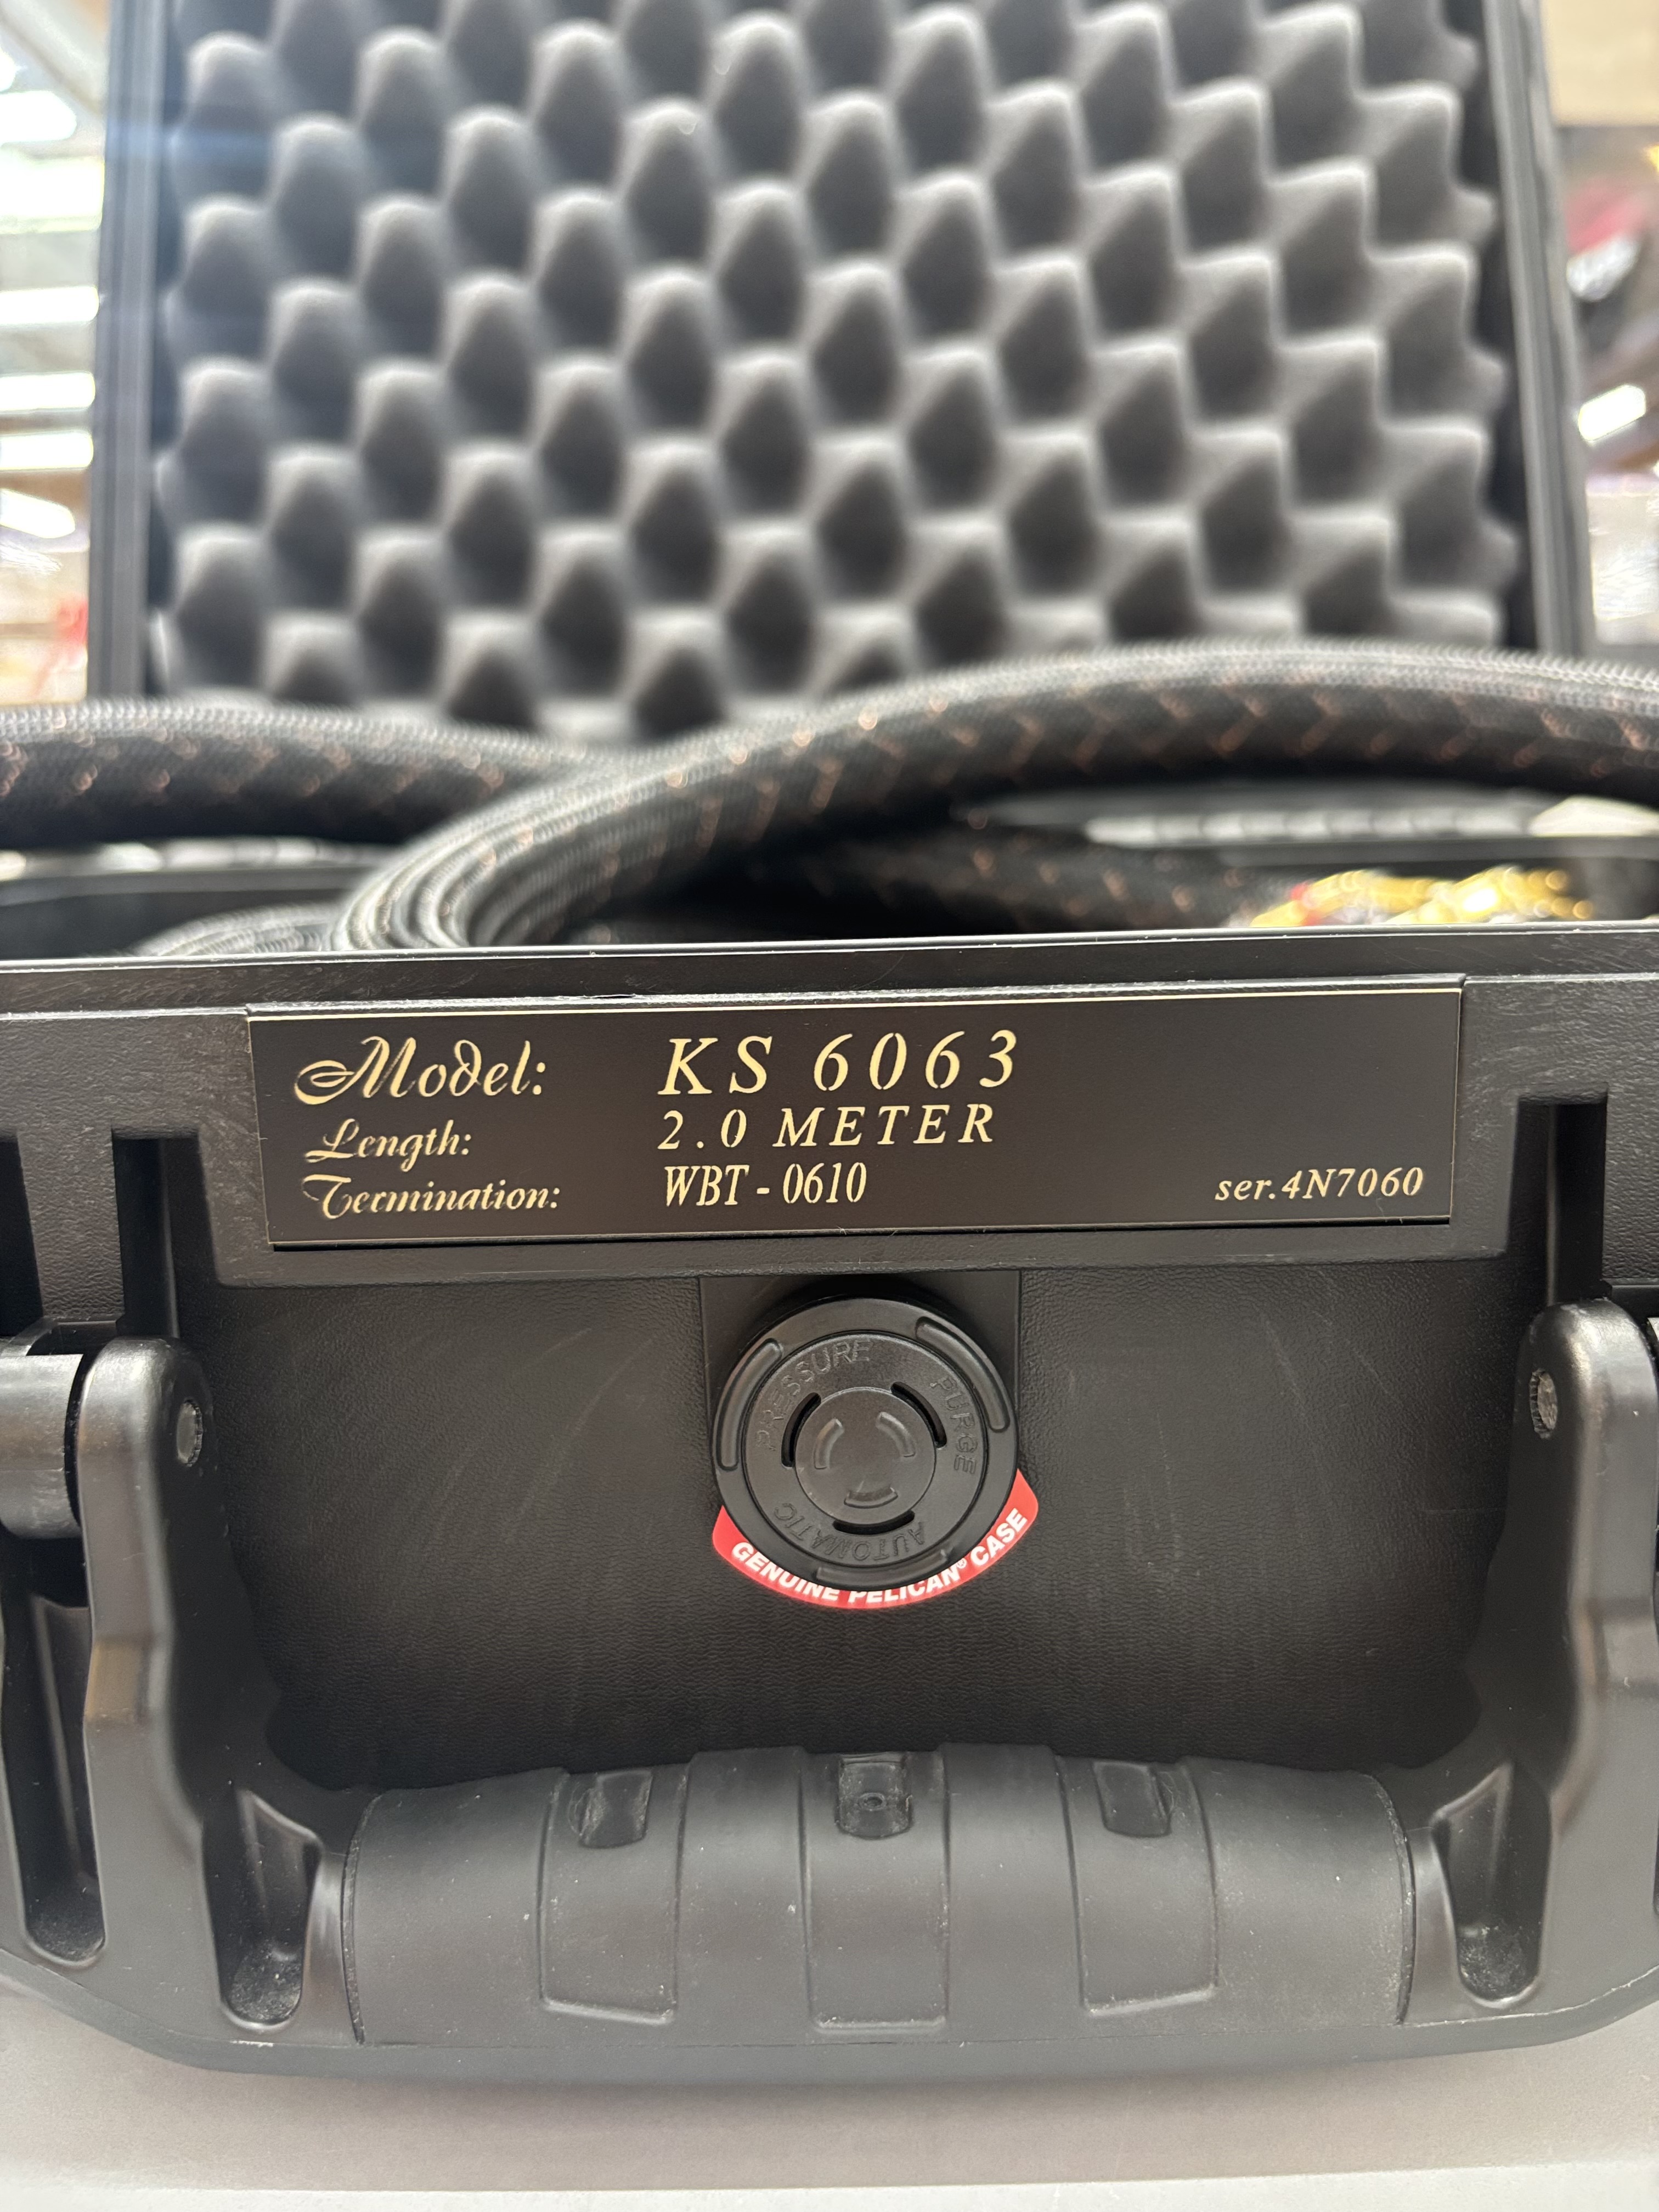 Model: KS 6063
Length: 2.0 METER
Termination: WBT - 0610 ser.4N7060
PRESSURE PURGE
AUTOMATIC
GENUINE PELICAN® CASE